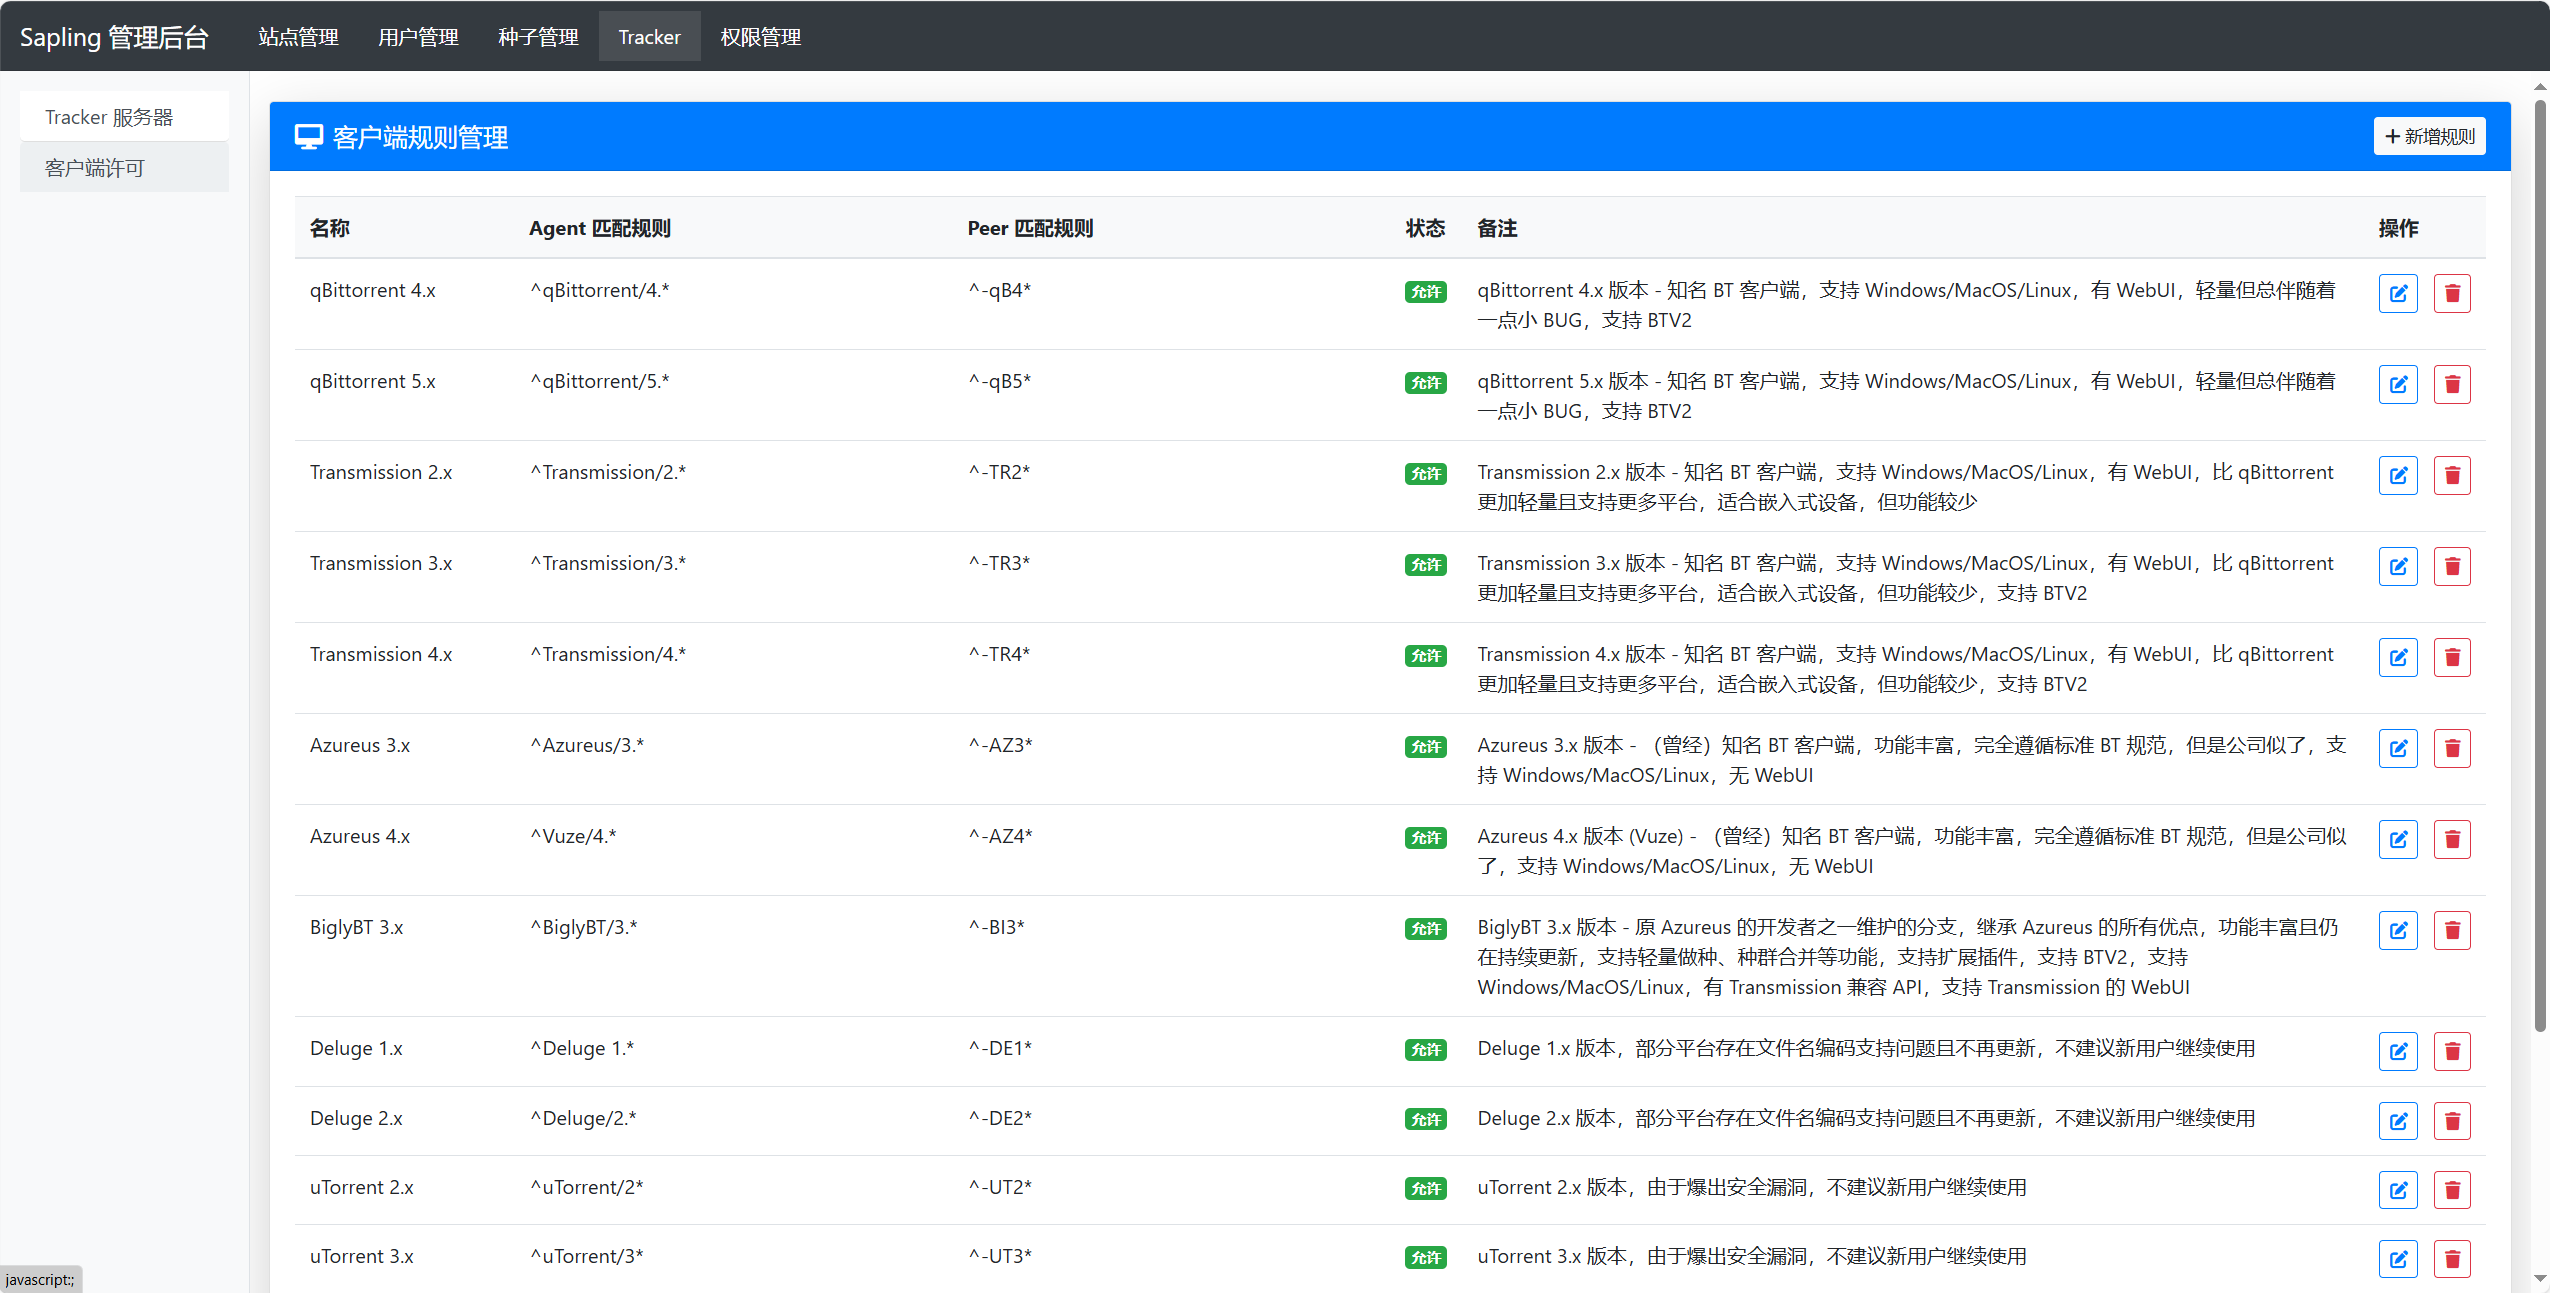 Sapling 管理后台 站点管理 用户管理 种子管理 Tracker 权限管理
Tracker 服务器
客户端许可
客户端规则管理 新增规则
名称 Agent 匹配规则 Peer 匹配规则 状态 备注 操作
qBittorrent 4.x ^qBittorrent/4.* ^-qB4* 允许 qBittorrent 4.x 版本 - 知名 BT 客户端，支持 Windows/MacOS/Linux，有 WebUI，轻量但总伴随着
一点小 BUG，支持 BTV2
qBittorrent 5.x ^qBittorrent/5.* ^-qB5* 允许 qBittorrent 5.x 版本 - 知名 BT 客户端，支持 Windows/MacOS/Linux，有 WebUI，轻量但总伴随着
一点小 BUG，支持 BTV2
Transmission 2.x ^Transmission/2.* ^-TR2* 允许 Transmission 2.x 版本 - 知名 BT 客户端，支持 Windows/MacOS/Linux，有 WebUI，比 qBittorrent
更加轻量且支持更多平台，适合嵌入式设备，但功能较少
Transmission 3.x ^Transmission/3.* ^-TR3* 允许 Transmission 3.x 版本 - 知名 BT 客户端，支持 Windows/MacOS/Linux，有 WebUI，比 qBittorrent
更加轻量且支持更多平台，适合嵌入式设备，但功能较少，支持 BTV2
Transmission 4.x ^Transmission/4.* ^-TR4* 允许 Transmission 4.x 版本 - 知名 BT 客户端，支持 Windows/MacOS/Linux，有 WebUI，比 qBittorrent
更加轻量且支持更多平台，适合嵌入式设备，但功能较少，支持 BTV2
Azureus 3.x ^Azureus/3.* ^-AZ3* 允许 Azureus 3.x 版本 - （曾经）知名 BT 客户端，功能丰富，完全遵循标准 BT 规范，但是公司似了，支
持 Windows/MacOS/Linux，无 WebUI
Azureus 4.x ^Vuze/4.* ^-AZ4* 允许 Azureus 4.x 版本 (Vuze) - （曾经）知名 BT 客户端，功能丰富，完全遵循标准 BT 规范，但是公司似
了，支持 Windows/MacOS/Linux，无 WebUI
BiglyBT 3.x ^BiglyBT/3.* ^-BI3* 允许 BiglyBT 3.x 版本 - 原 Azureus 的开发者之一维护的分支，继承 Azureus 的所有优点，功能丰富且仍
在持续更新，支持轻量做种、种群合并等功能，支持扩展插件，支持 BTV2，支持
Windows/MacOS/Linux，有 Transmission 兼容 API，支持 Transmission 的 WebUI
Deluge 1.x ^Deluge 1.* ^-DE1* 允许 Deluge 1.x 版本，部分平台存在文件名编码支持问题且不再更新，不建议新用户继续使用
Deluge 2.x ^Deluge/2.* ^-DE2* 允许 Deluge 2.x 版本，部分平台存在文件名编码支持问题且不再更新，不建议新用户继续使用
uTorrent 2.x ^uTorrent/2* ^-UT2* 允许 uTorrent 2.x 版本，由于爆出安全漏洞，不建议新用户继续使用
uTorrent 3.x ^uTorrent/3* ^-UT3* 允许 uTorrent 3.x 版本，由于爆出安全漏洞，不建议新用户继续使用
javascript:;